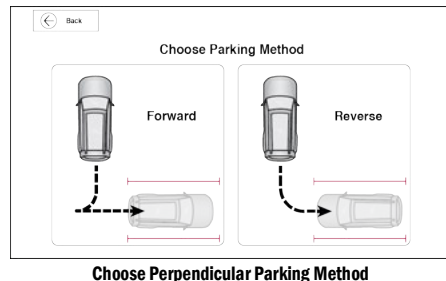 Back
Choose Parking Method
Forward
Reverse
Choose Perpendicular Parking Method